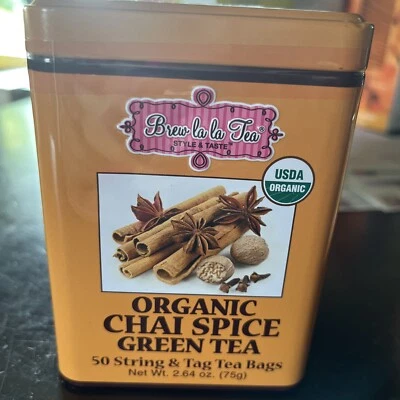 Brew la la Tea®
STYLE & TASTE®
USDA
ORGANIC
ORGANIC
CHAI SPICE
GREEN TEA
50 String & Tag Tea Bags
Net Wt. 2.64 oz. (75g)